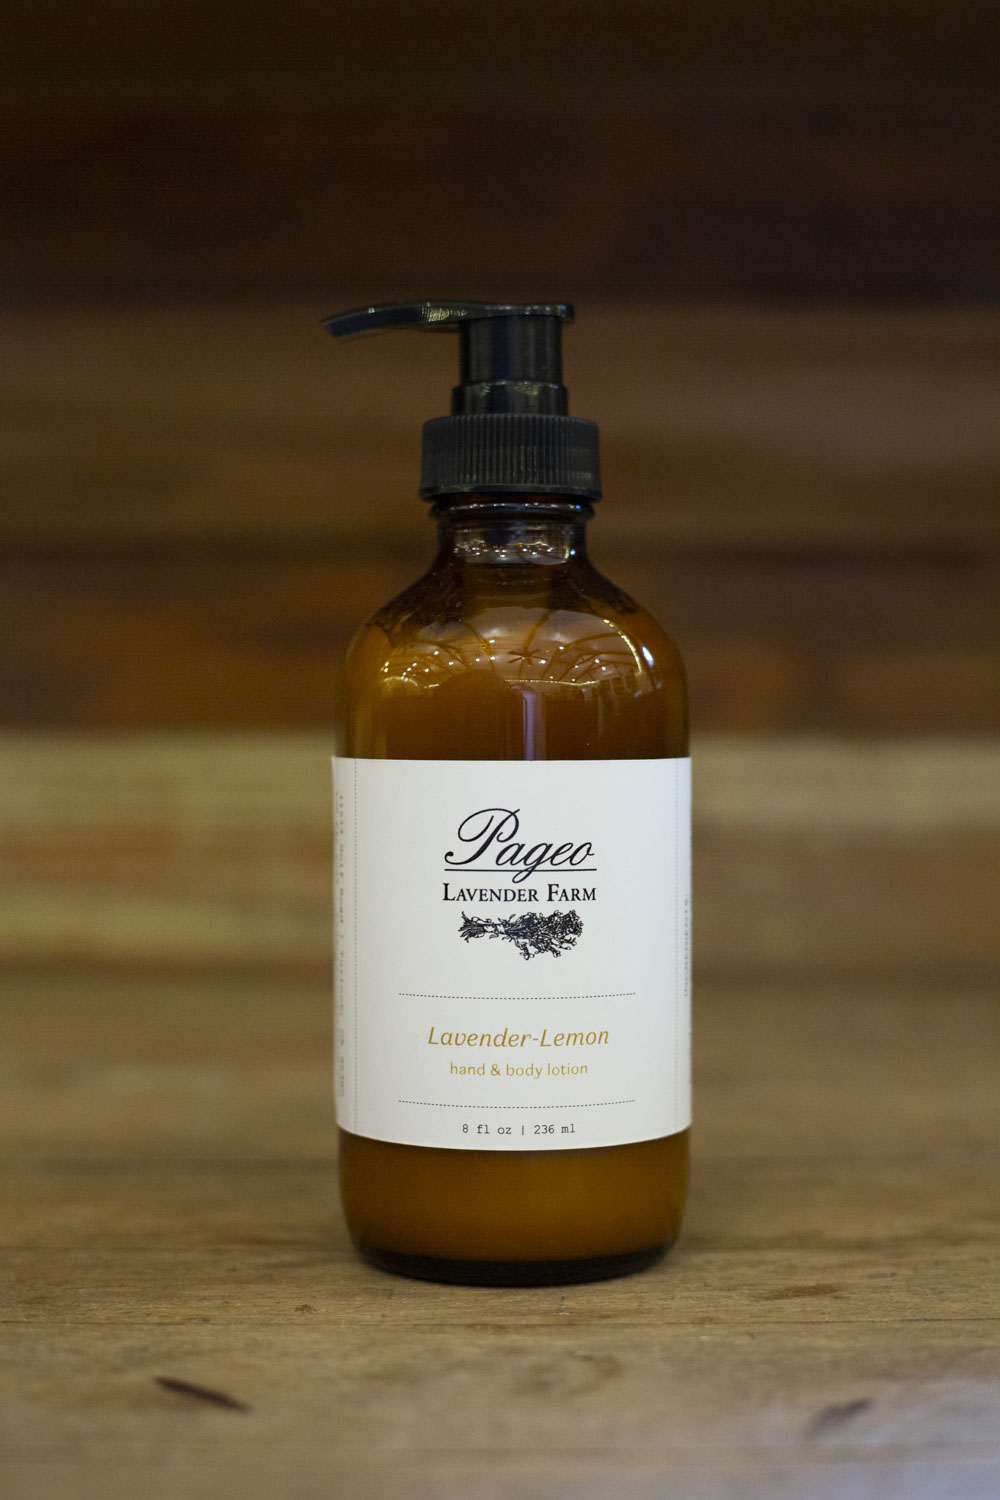 Pageo
LAVENDER FARM
Lavender-Lemon
hand & body lotion
8 fl oz | 236 ml